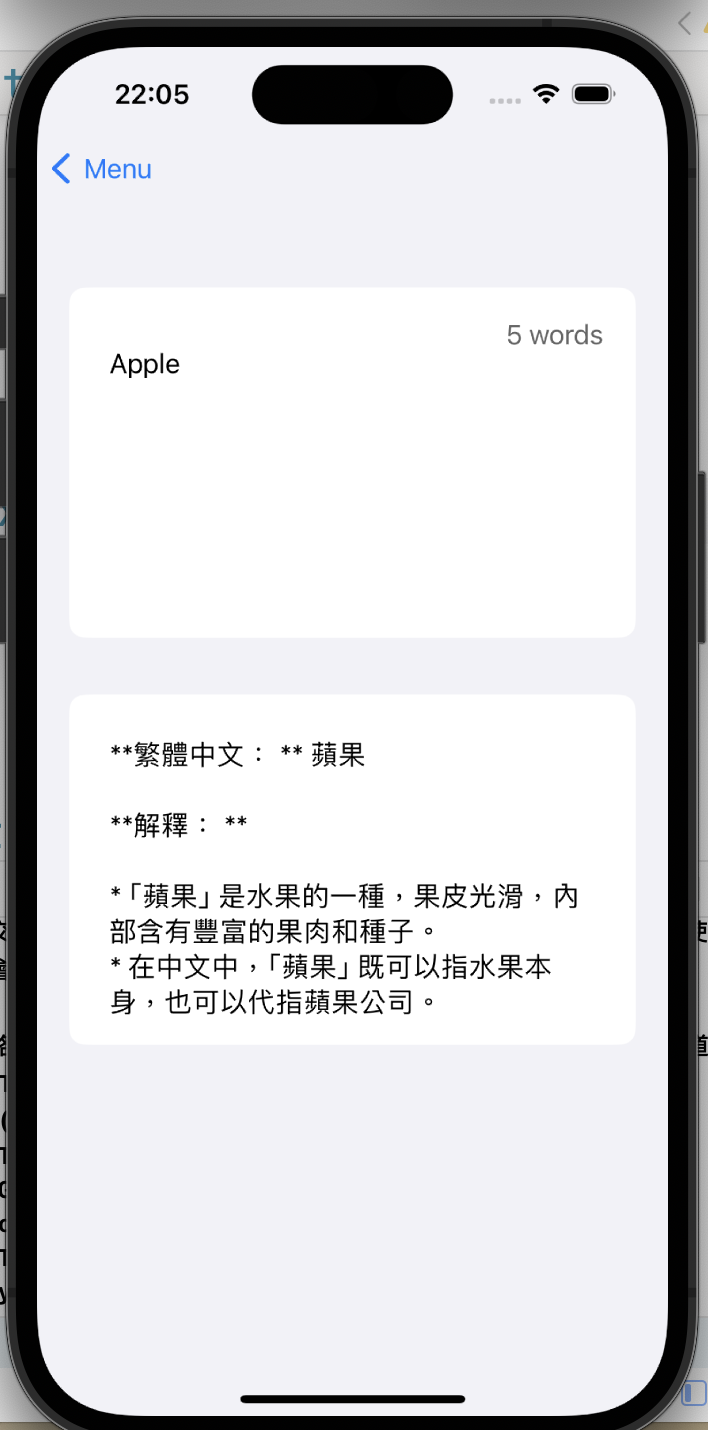 22:05
Menu
5 words
Apple
**繁體中文： ** 蘋果
**解釋： **
*「蘋果」是水果的一種，果皮光滑，內
部含有豐富的果肉和種子。
* 在中文中，「蘋果」既可以指水果本
身，也可以代指蘋果公司。